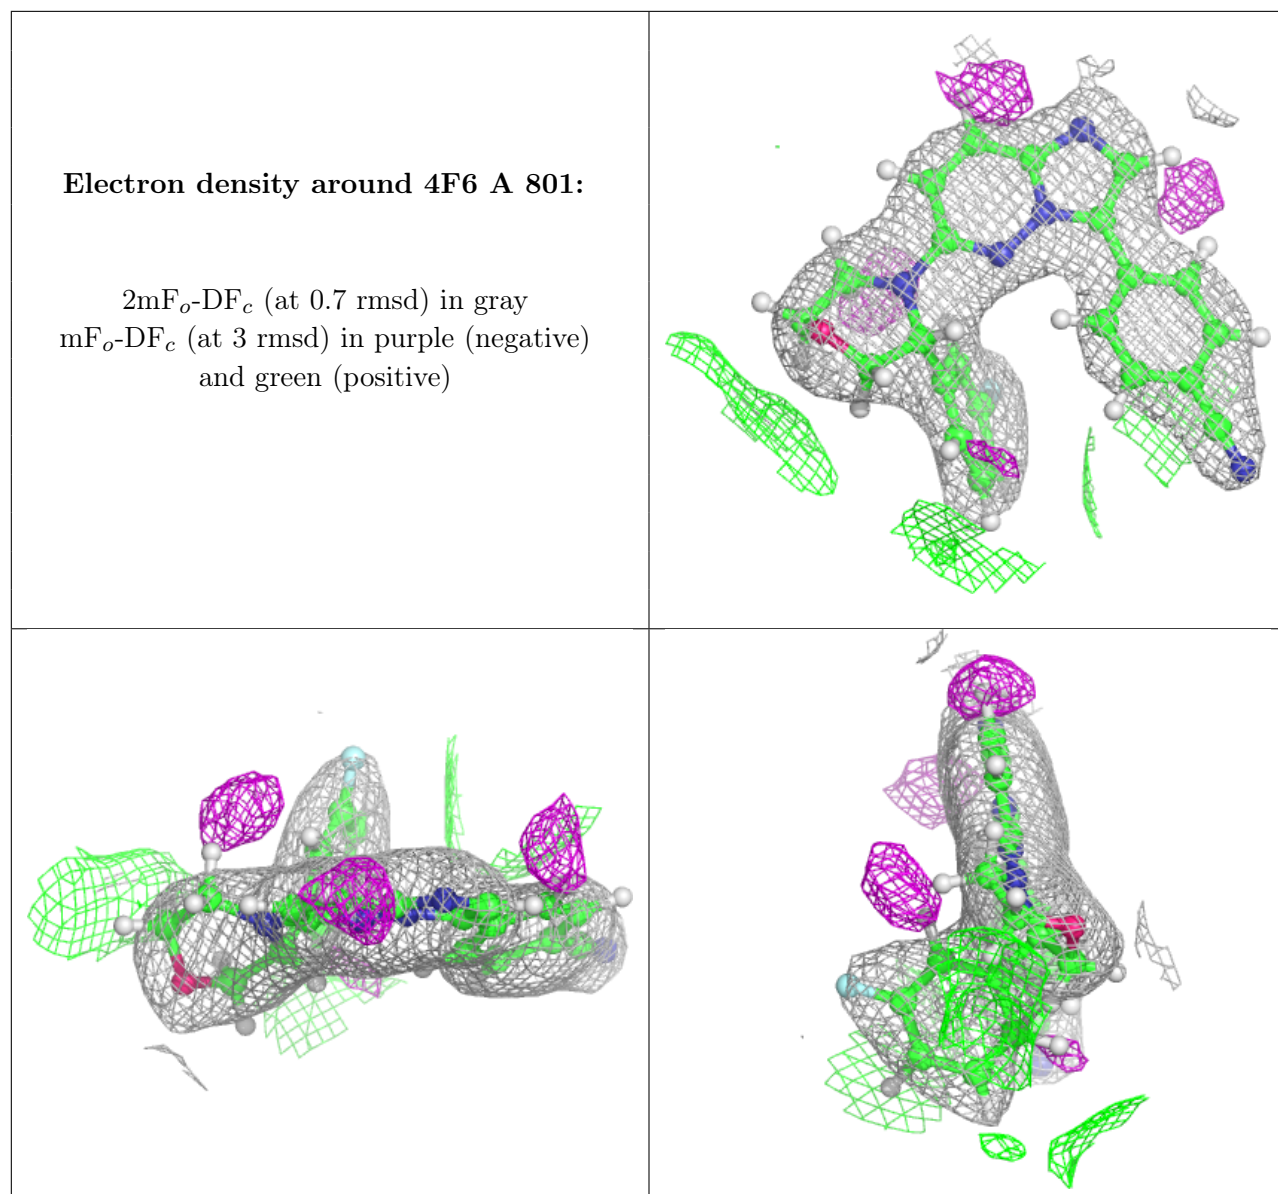 Electron density around 4F6 A 801:
2mFo-DFc (at 0.7 rmsd) in gray
mFo-DFc (at 3 rmsd) in purple (negative)
and green (positive)